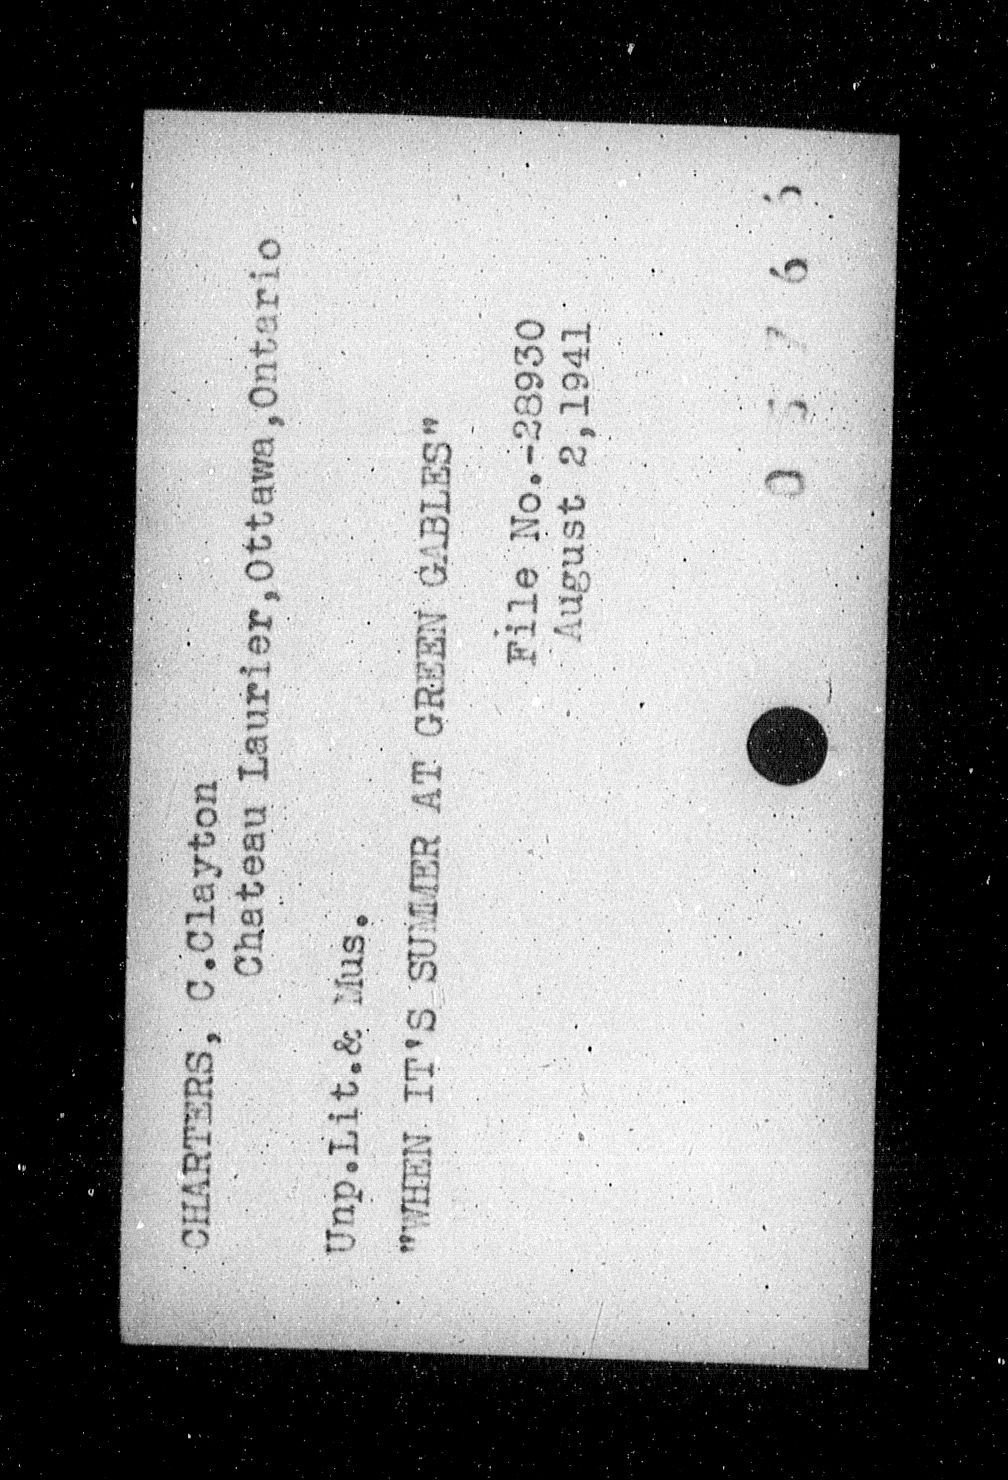 CHARTERS, C.Clayton
Chateau Laurier,Ottawa,Ontario
Unp.Lit.& Mus.
"WHEN IT'S SUMMER AT GREEN GABLES"
File No.-28930
August 2,1941